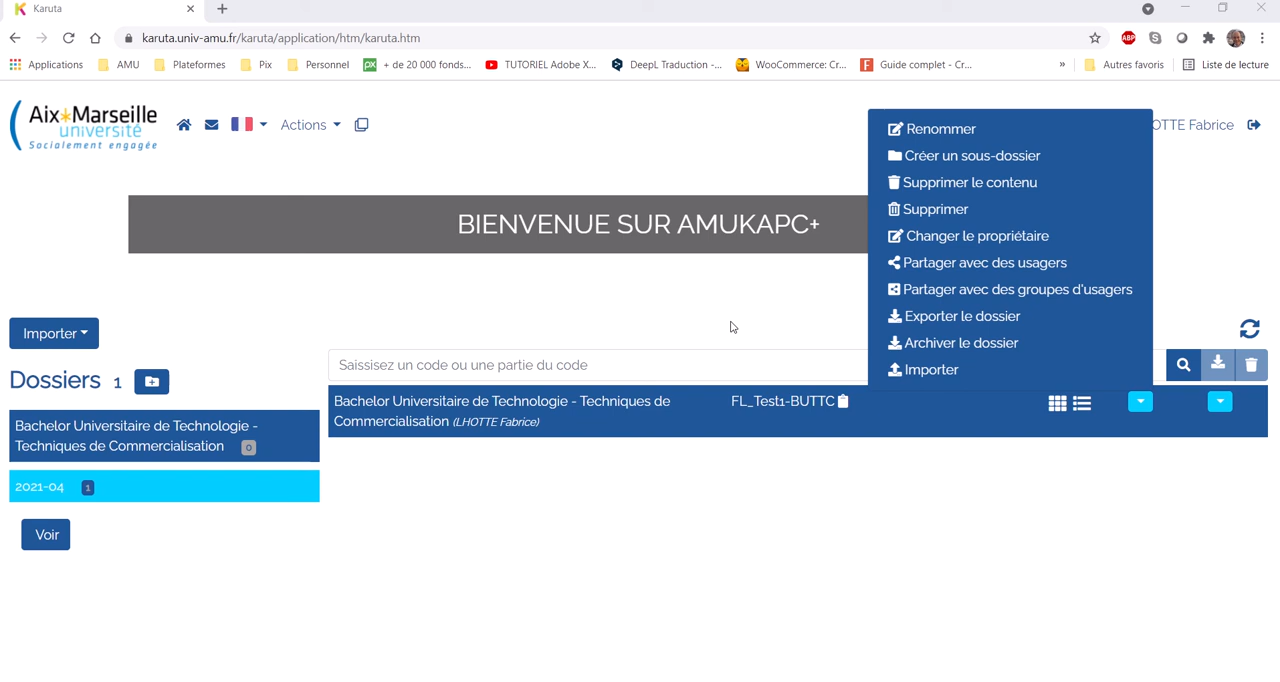 Karuta
karuta.univ-amu.fr/karuta/application/htm/karuta.htm
Applications AMU Plateformes Pix Personnel + de 20 000 fonds... TUTORIEL Adobe X... DeepL Traduction -... WooCommerce: Cr... Guide complet - Cr... » Autres favoris Liste de lecture
Aix*Marseille
université
Socialement engagée
Actions
OTTE Fabrice
Renommer
Créer un sous-dossier
Supprimer le contenu
Supprimer
Changer le propriétaire
Partager avec des usagers
Partager avec des groupes d'usagers
Exporter le dossier
Archiver le dossier
Importer
BIENVENUE SUR AMUKAPC+
Importer
Dossiers 1
Saisissez un code ou une partie du code
Bachelor Universitaire de Technologie -
Techniques de Commercialisation 0
2021-04 1
Voir
Bachelor Universitaire de Technologie - Techniques de
Commercialisation (LHOTTE Fabrice)
FL_Test1-BUTTC
ABP